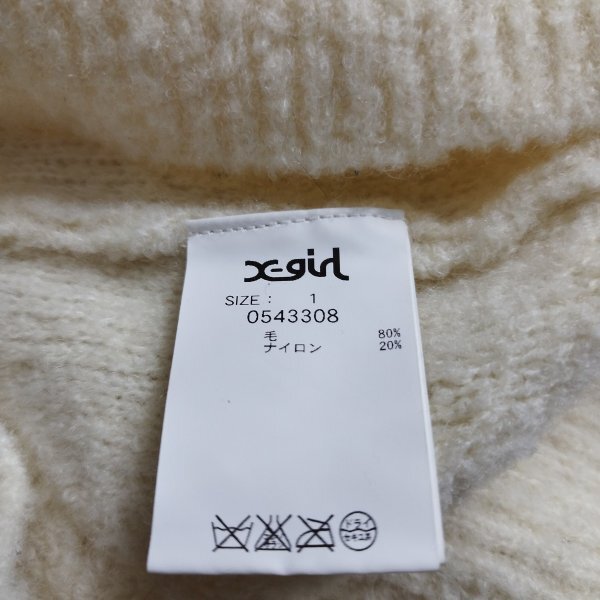 X-girl
SIZE : 1
0543308
毛 80%
ナイロン 20%
ドライ
セキユ系